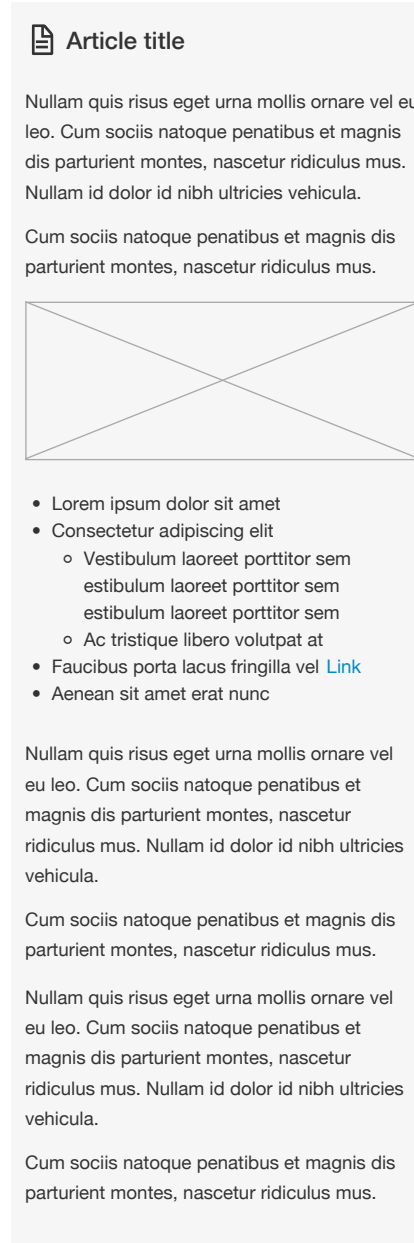 Article title
Nullam quis risus eget urna mollis ornare vel eu
leo. Cum sociis natoque penatibus et magnis
dis parturient montes, nascetur ridiculus mus.
Nullam id dolor id nibh ultricies vehicula.
Cum sociis natoque penatibus et magnis dis
parturient montes, nascetur ridiculus mus.
Lorem ipsum dolor sit amet
Consectetur adipiscing elit
Vestibulum laoreet porttitor sem
estibulum laoreet porttitor sem
estibulum laoreet porttitor sem
Ac tristique libero volutpat at
Faucibus porta lacus fringilla vel Link
Aenean sit amet erat nunc
Nullam quis risus eget urna mollis ornare vel
eu leo. Cum sociis natoque penatibus et
magnis dis parturient montes, nascetur
ridiculus mus. Nullam id dolor id nibh ultricies
vehicula.
Cum sociis natoque penatibus et magnis dis
parturient montes, nascetur ridiculus mus.
Nullam quis risus eget urna mollis ornare vel
eu leo. Cum sociis natoque penatibus et
magnis dis parturient montes, nascetur
ridiculus mus. Nullam id dolor id nibh ultricies
vehicula.
Cum sociis natoque penatibus et magnis dis
parturient montes, nascetur ridiculus mus.